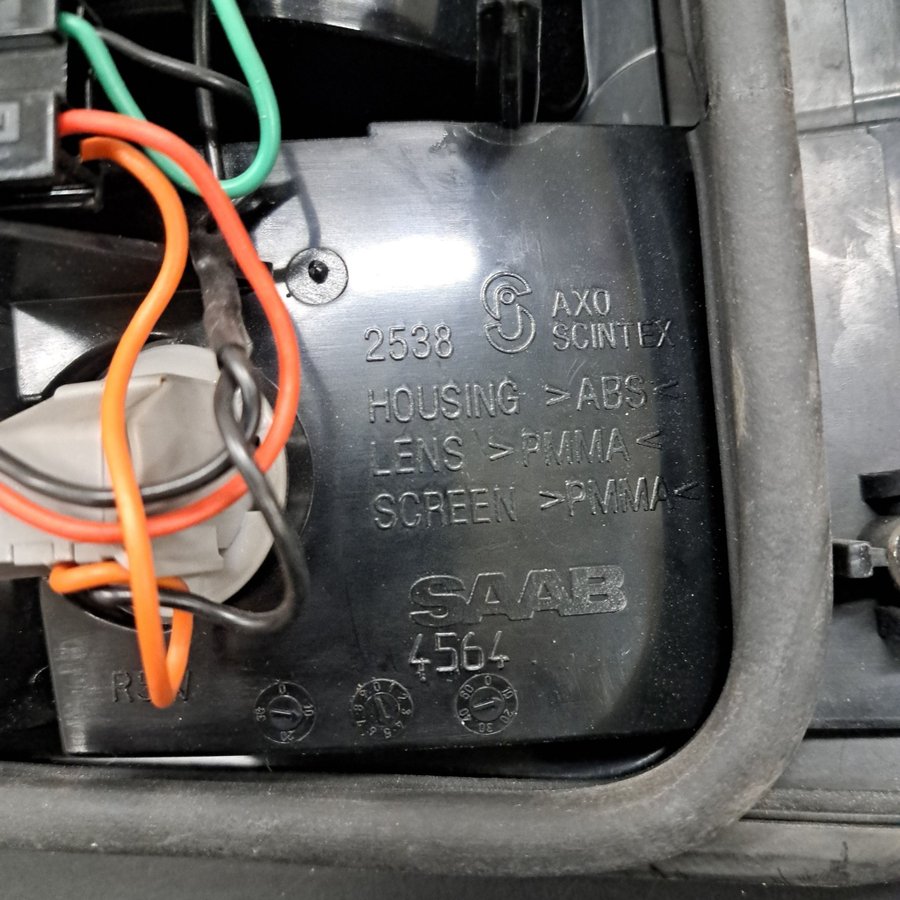 2538
AXO
SCINTEX
HOUSING >ABS<
LENS >PMMA<
SCREEN >PMMA<
SAAB
4564